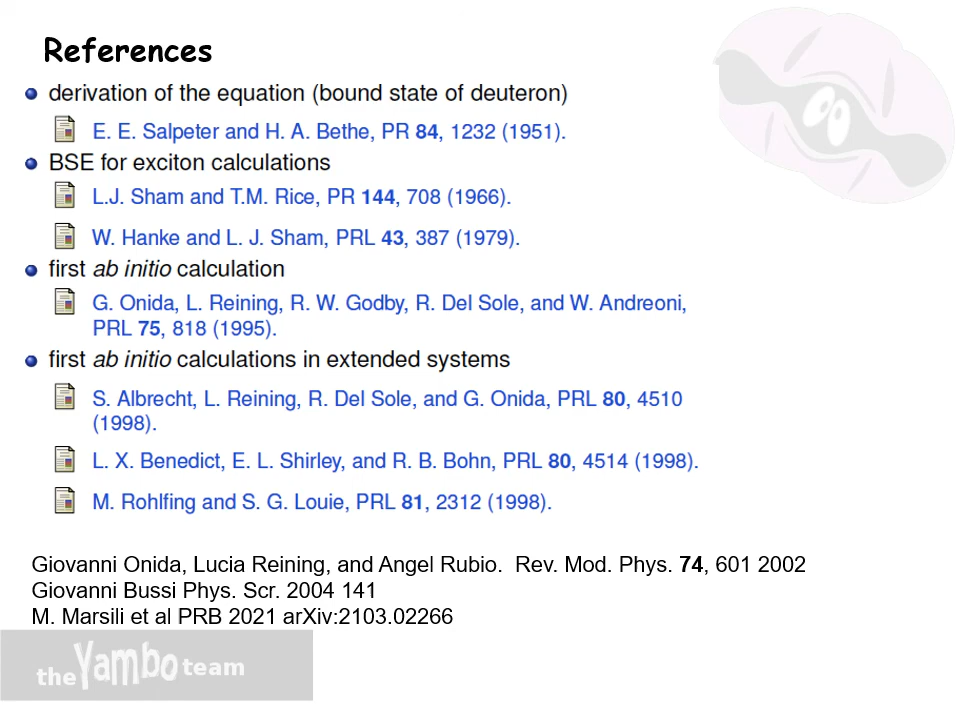 References
derivation of the equation (bound state of deuteron)
E. E. Salpeter and H. A. Bethe, PR 84, 1232 (1951).
BSE for exciton calculations
L.J. Sham and T.M. Rice, PR 144, 708 (1966).
W. Hanke and L. J. Sham, PRL 43, 387 (1979).
first ab initio calculation
G. Onida, L. Reining, R. W. Godby, R. Del Sole, and W. Andreoni,
PRL 75, 818 (1995).
first ab initio calculations in extended systems
S. Albrecht, L. Reining, R. Del Sole, and G. Onida, PRL 80, 4510
(1998).
L. X. Benedict, E. L. Shirley, and R. B. Bohn, PRL 80, 4514 (1998).
M. Rohlfing and S. G. Louie, PRL 81, 2312 (1998).
Giovanni Onida, Lucia Reining, and Angel Rubio. Rev. Mod. Phys. 74, 601 2002
Giovanni Bussi Phys. Scr. 2004 141
M. Marsili et al PRB 2021 arXiv:2103.02266
the Yambo team